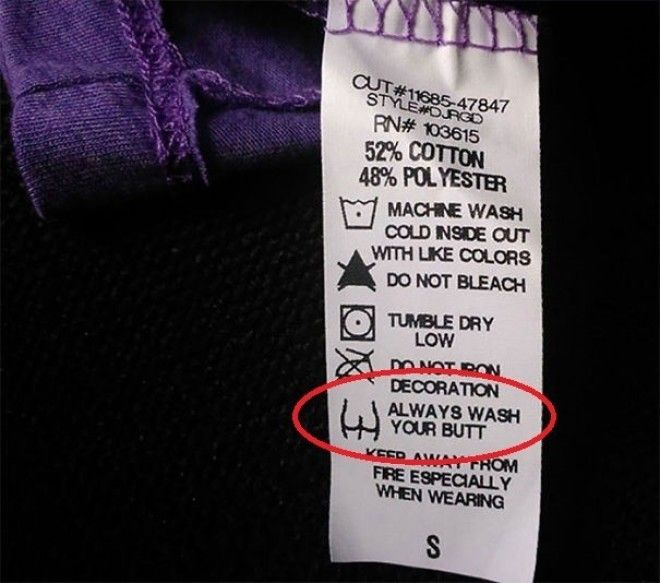 CUT#11685-47847
STYLE#DJRGD
RN# 103615
52% COTTON
48% POLYESTER
MACHINE WASH
COLD INSIDE OUT
WITH LIKE COLORS
DO NOT BLEACH
TUMBLE DRY
LOW
DO NOT IRON
DECORATION
ALWAYS WASH
YOUR BUTT
KEEP AWAY FROM
FIRE ESPECIALLY
WHEN WEARING
S